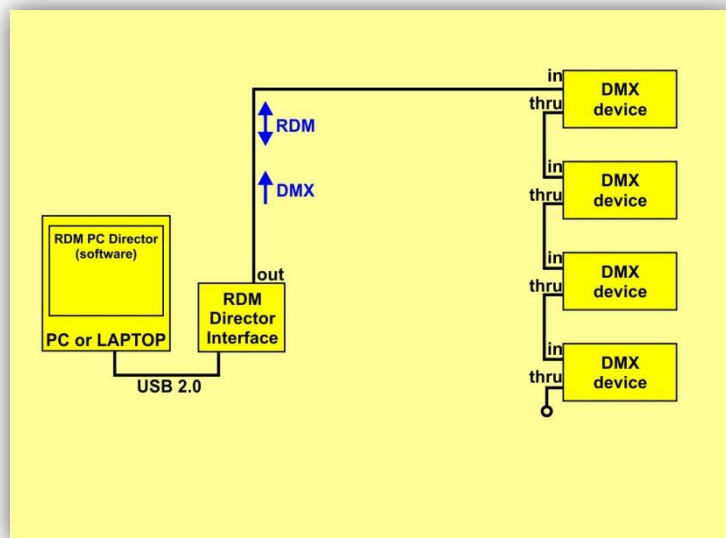 in
DMX
device
thru
RDM
DMX
in
DMX
device
thru
RDM PC Director
(software)
PC or LAPTOP
out
RDM
Director
Interface
USB 2.0
in
DMX
device
thru
in
DMX
device
thru